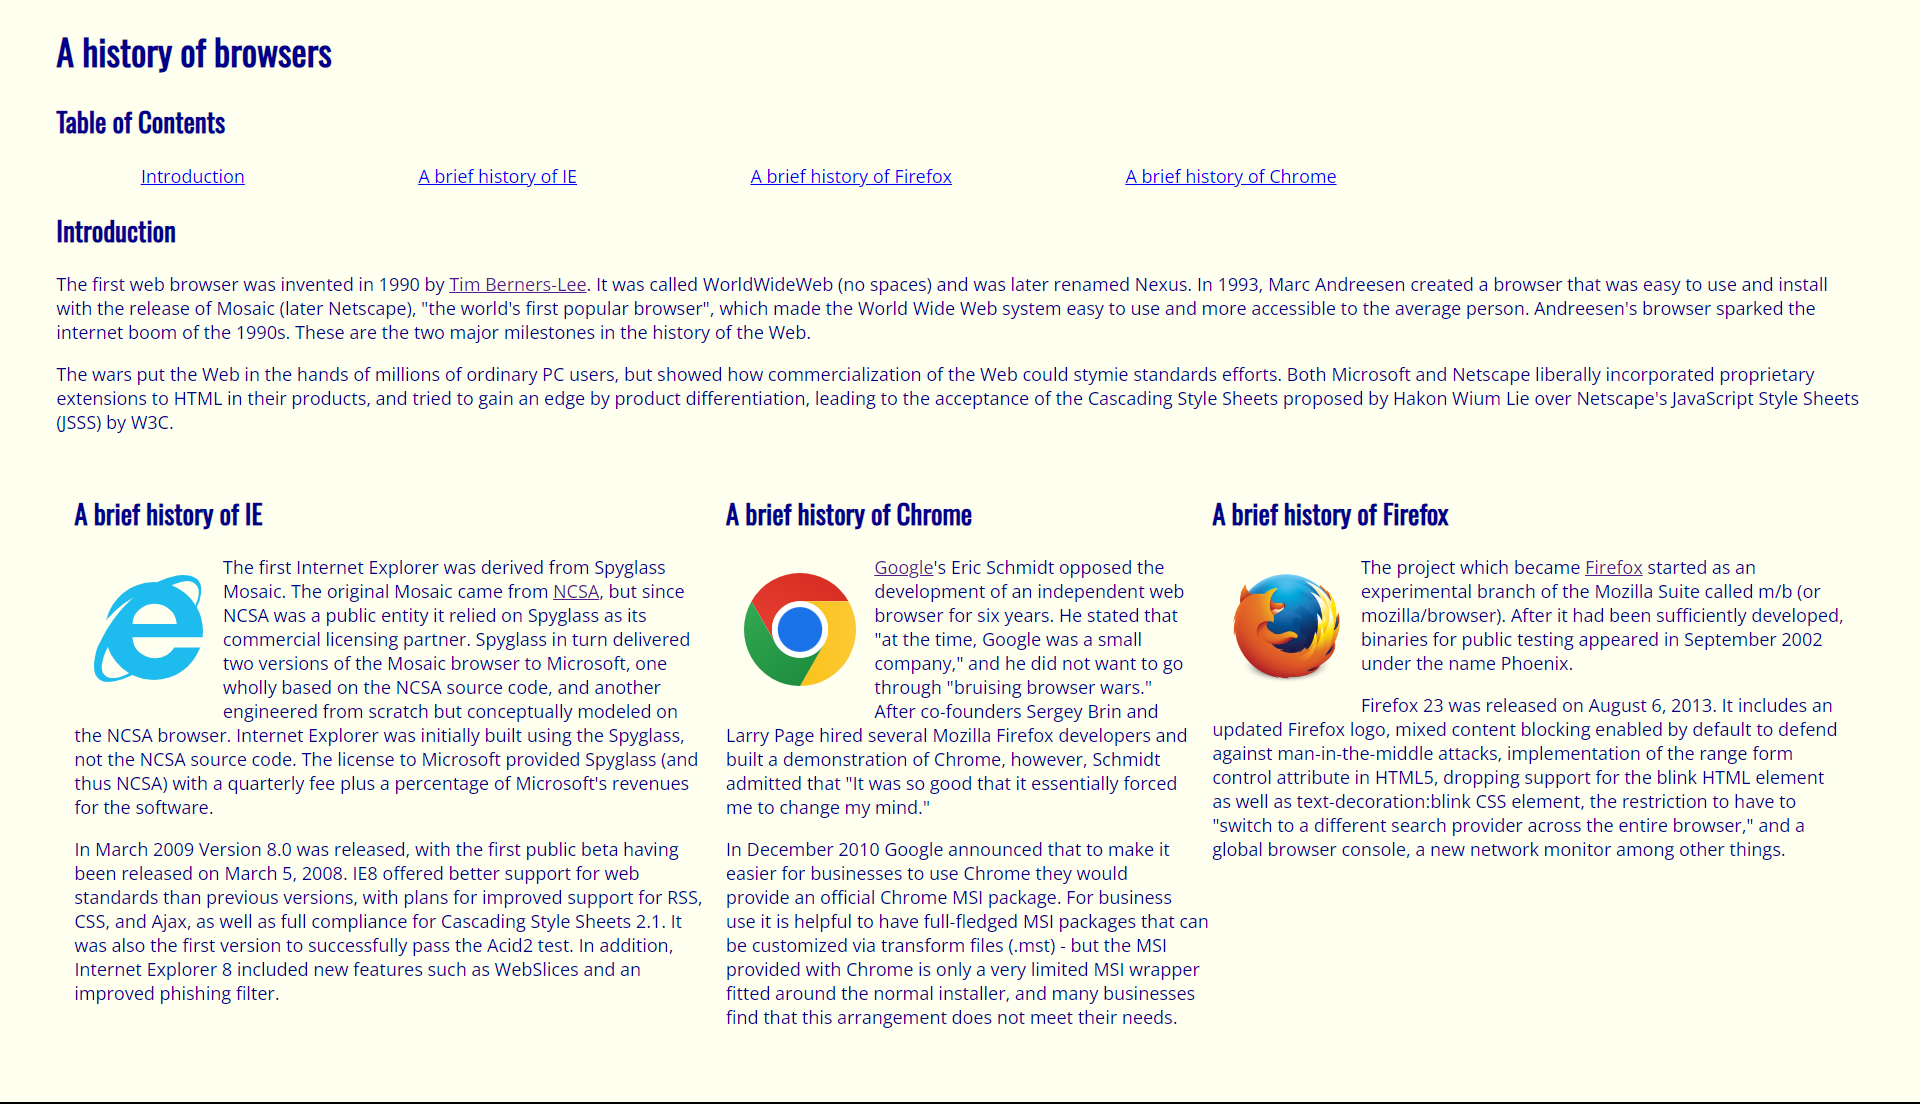 A history of browsers
Table of Contents
Introduction
A brief history of IE
A brief history of Firefox
A brief history of Chrome
Introduction
The first web browser was invented in 1990 by Tim Berners-Lee. It was called WorldWideWeb (no spaces) and was later renamed Nexus. In 1993, Marc Andreesen created a browser that was easy to use and install
with the release of Mosaic (later Netscape), "the world's first popular browser", which made the World Wide Web system easy to use and more accessible to the average person. Andreesen's browser sparked the
internet boom of the 1990s. These are the two major milestones in the history of the Web.
The wars put the Web in the hands of millions of ordinary PC users, but showed how commercialization of the Web could stymie standards efforts. Both Microsoft and Netscape liberally incorporated proprietary
extensions to HTML in their products, and tried to gain an edge by product differentiation, leading to the acceptance of the Cascading Style Sheets proposed by Hakon Wium Lie over Netscape's JavaScript Style Sheets
(JSSS) by W3C.
A brief history of IE
The first Internet Explorer was derived from Spyglass
Mosaic. The original Mosaic came from NCSA, but since
NCSA was a public entity it relied on Spyglass as its
commercial licensing partner. Spyglass in turn delivered
two versions of the Mosaic browser to Microsoft, one
wholly based on the NCSA source code, and another
engineered from scratch but conceptually modeled on
the NCSA browser. Internet Explorer was initially built using the Spyglass,
not the NCSA source code. The license to Microsoft provided Spyglass (and
thus NCSA) with a quarterly fee plus a percentage of Microsoft's revenues
for the software.
In March 2009 Version 8.0 was released, with the first public beta having
been released on March 5, 2008. IE8 offered better support for web
standards than previous versions, with plans for improved support for RSS,
CSS, and Ajax, as well as full compliance for Cascading Style Sheets 2.1. It
was also the first version to successfully pass the Acid2 test. In addition,
Internet Explorer 8 included new features such as WebSlices and an
improved phishing filter.
A brief history of Chrome
Google's Eric Schmidt opposed the
development of an independent web
browser for six years. He stated that
"at the time, Google was a small
company," and he did not want to go
through "bruising browser wars."
After co-founders Sergey Brin and
Larry Page hired several Mozilla Firefox developers and
built a demonstration of Chrome, however, Schmidt
admitted that "It was so good that it essentially forced
me to change my mind."
In December 2010 Google announced that to make it
easier for businesses to use Chrome they would
provide an official Chrome MSI package. For business
use it is helpful to have full-fledged MSI packages that can
be customized via transform files (.mst) - but the MSI
provided with Chrome is only a very limited MSI wrapper
fitted around the normal installer, and many businesses
find that this arrangement does not meet their needs.
A brief history of Firefox
The project which became Firefox started as an
experimental branch of the Mozilla Suite called m/b (or
mozilla/browser). After it had been sufficiently developed,
binaries for public testing appeared in September 2002
under the name Phoenix.
Firefox 23 was released on August 6, 2013. It includes an
updated Firefox logo, mixed content blocking enabled by default to defend
against man-in-the-middle attacks, implementation of the range form
control attribute in HTML5, dropping support for the blink HTML element
as well as text-decoration:blink CSS element, the restriction to have to
"switch to a different search provider across the entire browser," and a
global browser console, a new network monitor among other things.